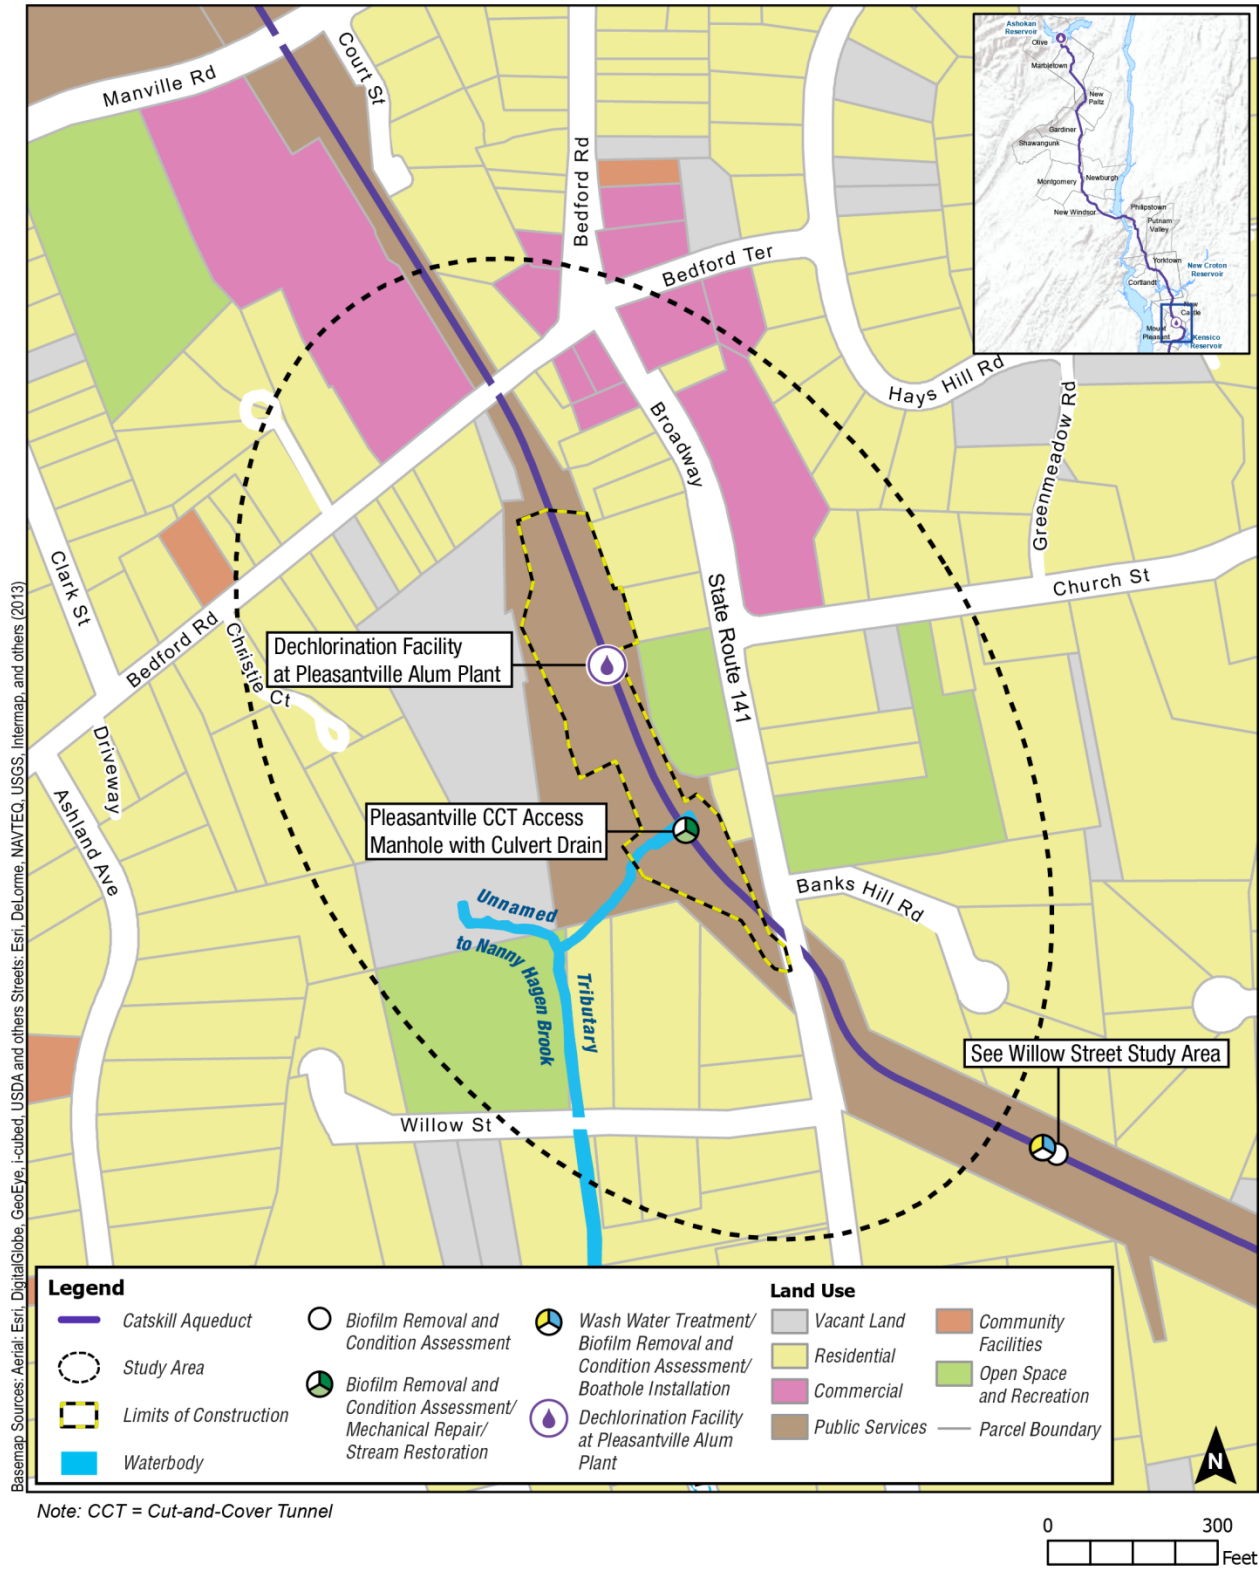 Court St
Manville Rd
Bedford Rd
Bedford Ter
Ashokan
Reservoir
Olive
Marbletown
New
Paltz
Gardiner
Shawangunk
Montgomery
Newburgh
New Windsor
Philipstown
Putnam
Valley
Yorktown
New Croton
Reservoir
Cortlandt
New
Castle
Mount
Pleasant
Kensico
Reservoir
Hays Hill Rd
Broadway
Greenmeadow Rd
Clark St
Church St
State Route 141
Bedford Rd
Christie Ct
Dechlorination Facility
at Pleasantville Alum Plant
Driveway
Ashland Ave
Pleasantville CCT Access
Manhole with Culvert Drain
Banks Hill Rd
Unnamed
to Nanny Hagen Brook
Tributary
See Willow Street Study Area
Willow St
Basemap Sources: Aerial: Esri, DigitalGlobe, GeoEye, i-cubed, USDA and others Streets: Esri, DeLorme, NAVTEQ, USGS, Intermap, and others (2013)
Legend
Catskill Aqueduct
Study Area
Limits of Construction
Waterbody
Biofilm Removal and
Condition Assessment
Biofilm Removal and
Condition Assessment/
Mechanical Repair/
Stream Restoration
Wash Water Treatment/
Biofilm Removal and
Condition Assessment/
Boathole Installation
Dechlorination Facility
at Pleasantville Alum
Plant
Land Use
Vacant Land
Residential
Commercial
Public Services
Community
Facilities
Open Space
and Recreation
Parcel Boundary
N
Note: CCT = Cut-and-Cover Tunnel
0 300
Feet